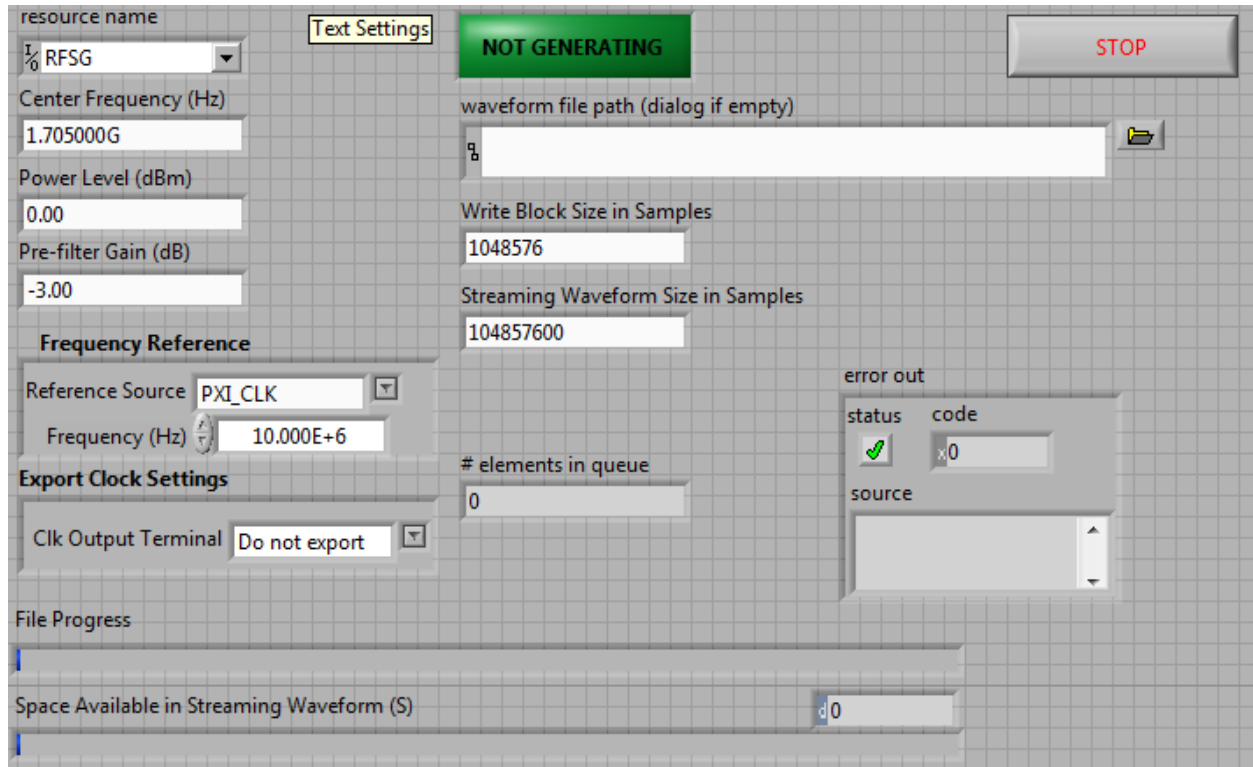 resource name
Text Settings
NOT GENERATING
STOP
I/O RFSG
Center Frequency (Hz)
1.705000G
waveform file path (dialog if empty)
Power Level (dBm)
0.00
Write Block Size in Samples
1048576
Pre-filter Gain (dB)
-3.00
Streaming Waveform Size in Samples
104857600
Frequency Reference
Reference Source PXI_CLK
Frequency (Hz) 10.000E+6
error out
status code
x0
source
# elements in queue
0
Export Clock Settings
Clk Output Terminal Do not export
File Progress
Space Available in Streaming Waveform (S)
d0